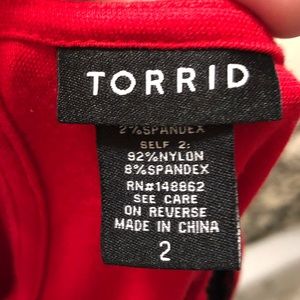 TORRID
2%SPANDEX
SELF 2:
92%NYLON
8%SPANDEX
RN#148862
SEE CARE
ON REVERSE
MADE IN CHINA
2